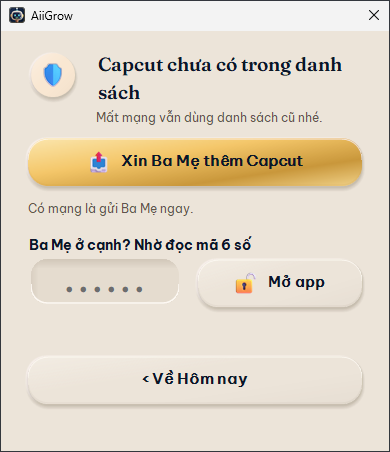 AiiGrow
Capcut chưa có trong danh
sách
Mất mạng vẫn dùng danh sách cũ nhé.
Xin Ba Mẹ thêm Capcut
Có mạng là gửi Ba Mẹ ngay.
Ba Mẹ ở cạnh? Nhờ đọc mã 6 số
Mở app
< Về Hôm nay